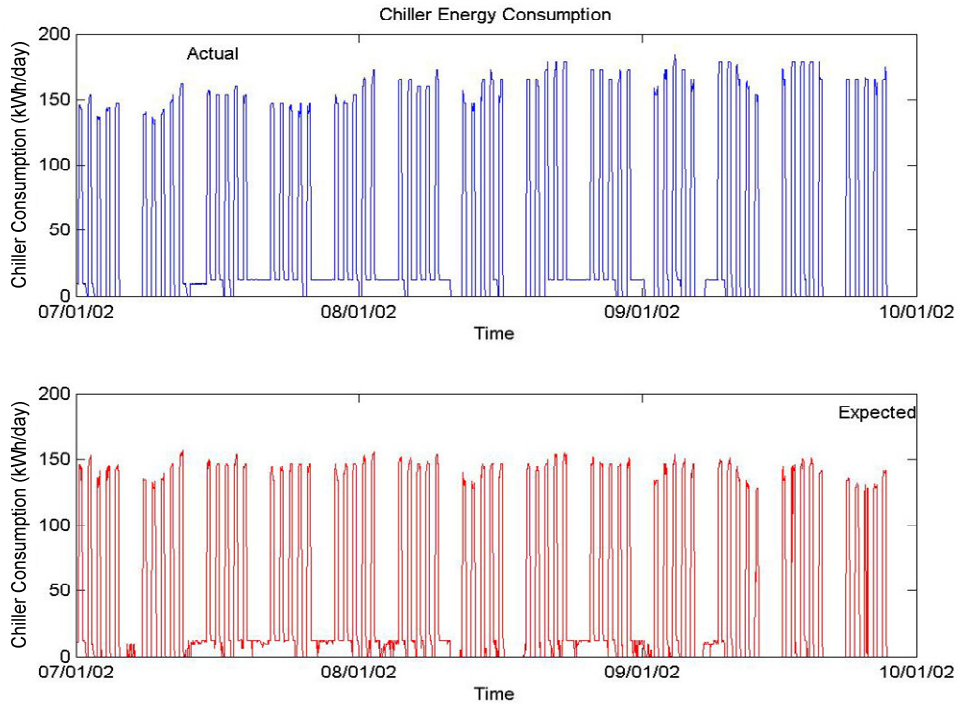 Chiller Energy Consumption
Chiller Consumption (kWh/day)
200
150
100
50
0
Actual
07/01/02
08/01/02
09/01/02
10/01/02
Time
Chiller Consumption (kWh/day)
200
150
100
50
0
Expected
07/01/02
08/01/02
09/01/02
10/01/02
Time